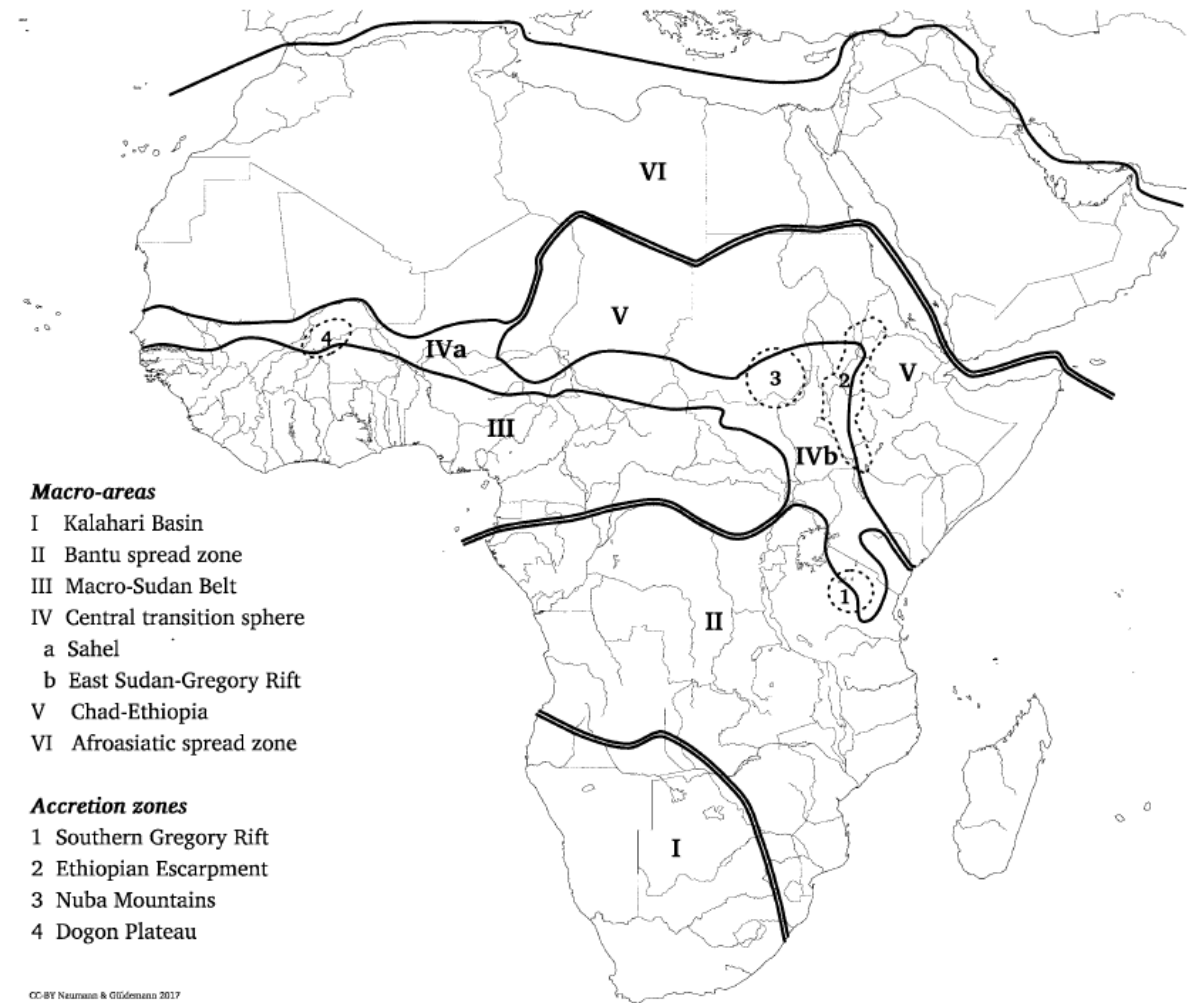 VI
V
4
IVa
3
2
V
III
IVb
1
II
I
Macro-areas
I Kalahari Basin
II Bantu spread zone
III Macro-Sudan Belt
IV Central transition sphere
a Sahel
b East Sudan-Gregory Rift
V Chad-Ethiopia
VI Afroasiatic spread zone
Accretion zones
1 Southern Gregory Rift
2 Ethiopian Escarpment
3 Nuba Mountains
4 Dogon Plateau
CC-BY Naumann & Güldemann 2017